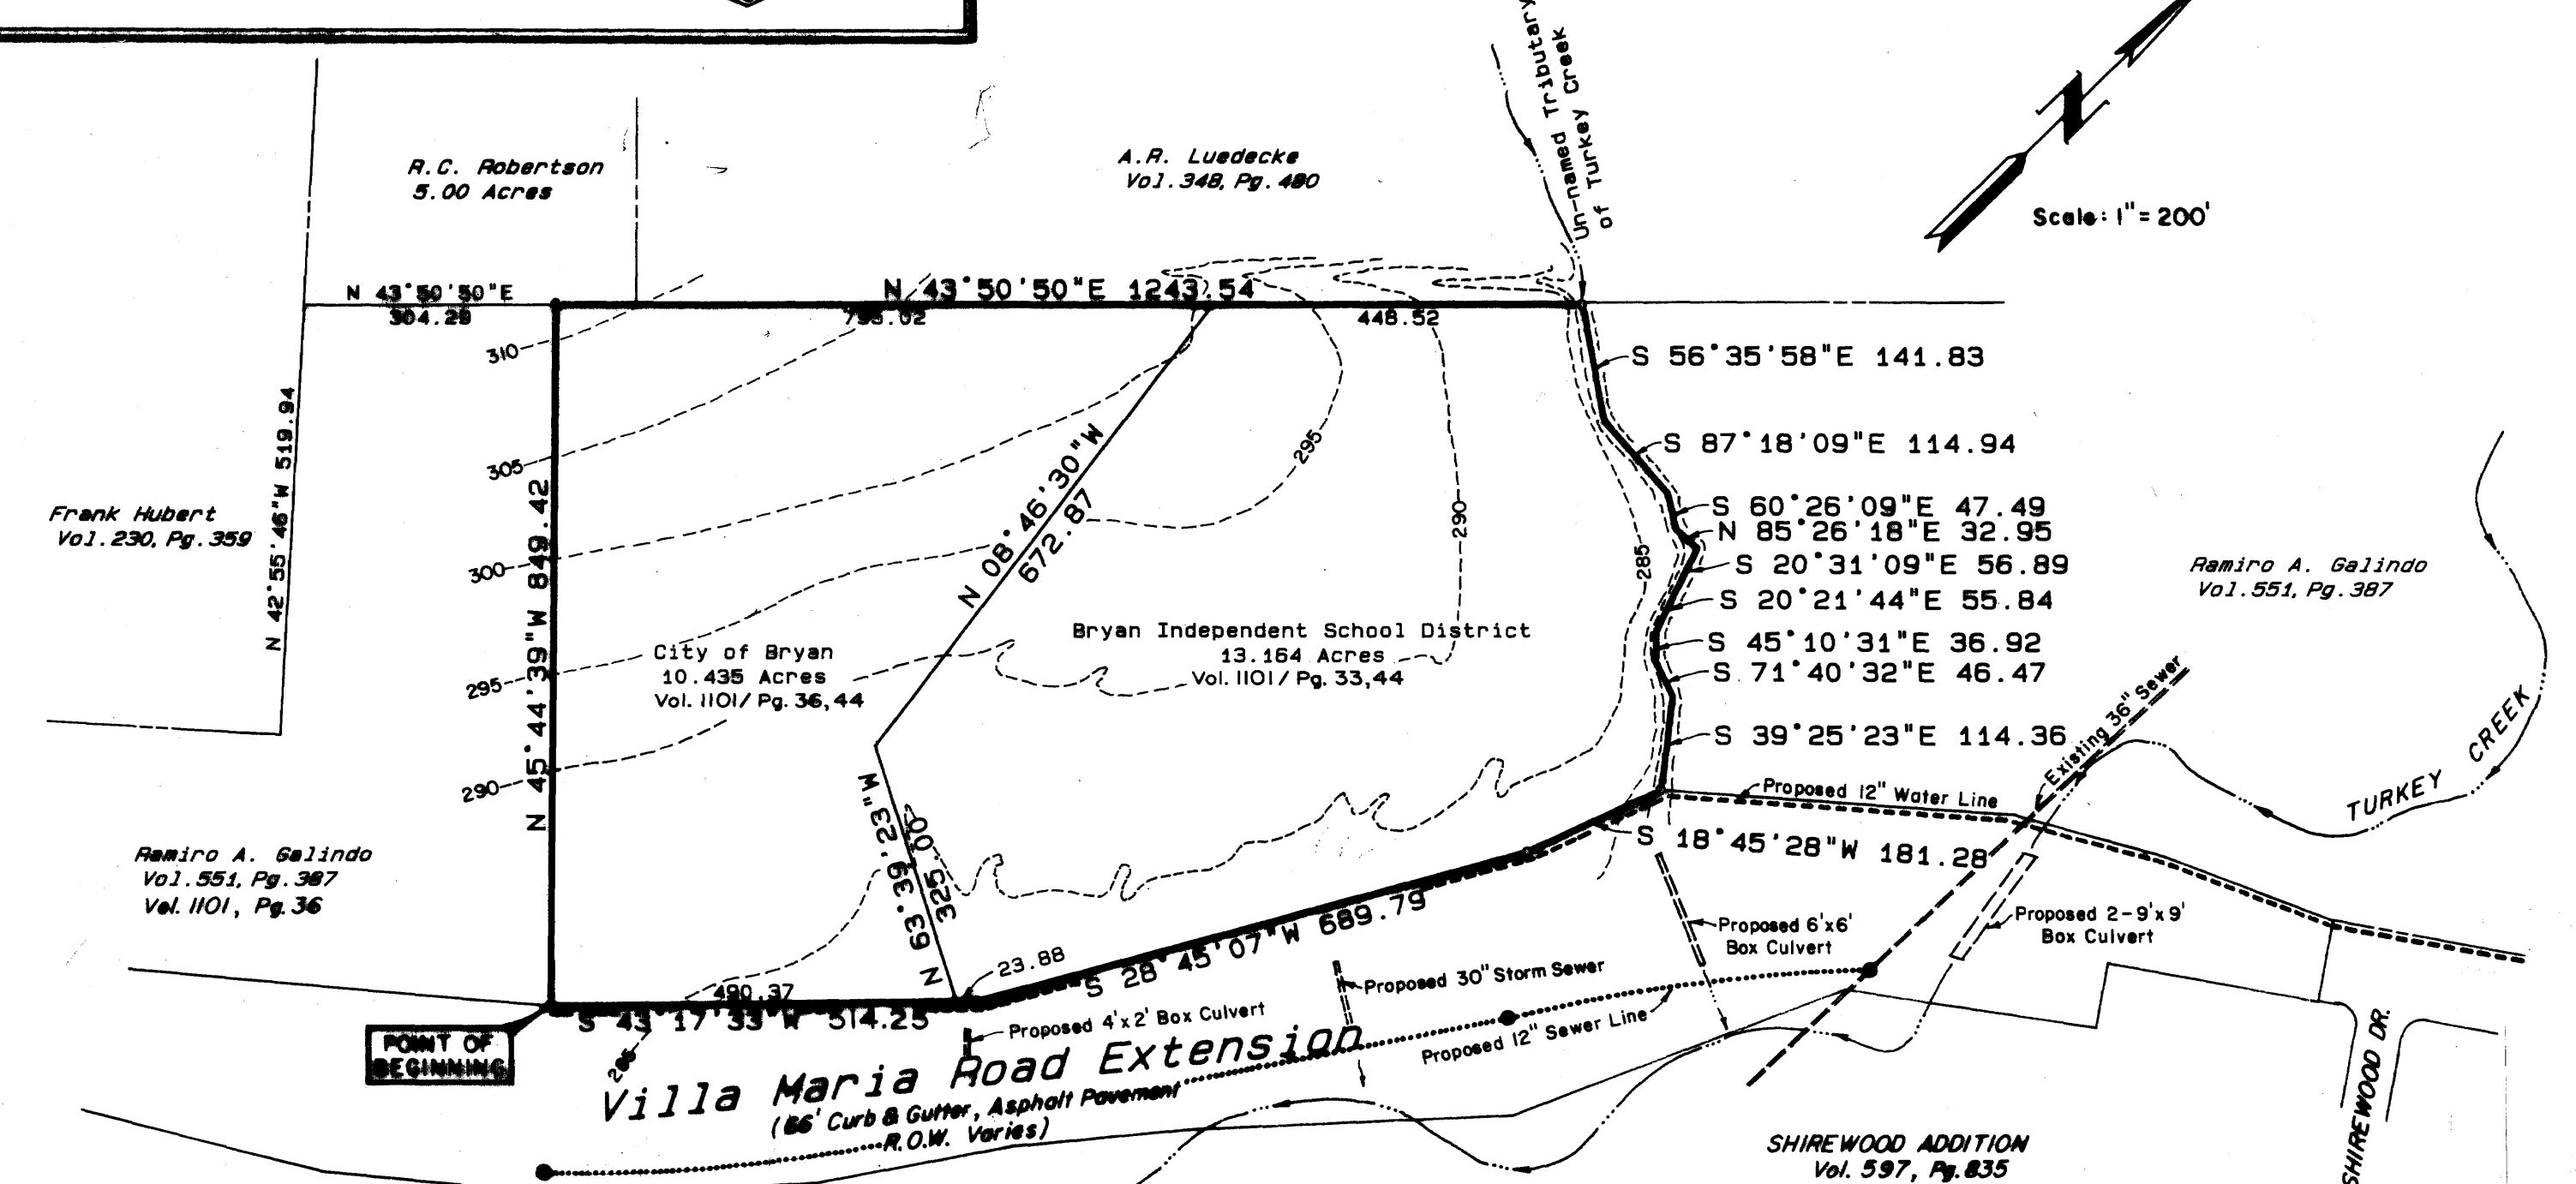 Un-named Tributary
of Turkey Creek
R.C. Robertson
5.00 Acres
A.R. Luedecke
Vol. 348, Pg. 480
N
Scale: 1" = 200'
N 43°50'50"E
304.29
N 43°50'50"E 1243.54
795.02
448.52
310
305
300
295
290
N 42°55'46"W 519.94
Frank Hubert
Vol. 230, Pg. 359
N 45°44'39"W 849.42
N 08°46'30"W
672.87
295
290
285
S 56°35'58"E 141.83
S 87°18'09"E 114.94
S 60°26'09"E 47.49
N 85°26'18"E 32.95
S 20°31'09"E 56.89
S 20°21'44"E 55.84
S 45°10'31"E 36.92
S 71°40'32"E 46.47
S 39°25'23"E 114.36
Ramiro A. Galindo
Vol. 551, Pg. 387
City of Bryan
10.435 Acres
Vol. 1101/ Pg. 36,44
Bryan Independent School District
13.164 Acres
Vol. 1101/ Pg. 33,44
Existing 36" Sewer
TURKEY CREEK
Proposed 12" Water Line
S 18°45'28"W 181.28
N 63°39'23"W
325.00
Ramiro A. Galindo
Vol. 551, Pg. 387
Vol. 1101, Pg. 36
23.88
S 28°45'07"W 689.79
Proposed 6'x6'
Box Culvert
Proposed 2-9'x9'
Box Culvert
490.37
S 43°17'33"W 514.25
Proposed 30" Storm Sewer
Proposed 4'x2' Box Culvert
Proposed 12" Sewer Line
POINT OF
BEGINNING
285
Villa Maria Road Extension
(66' Curb & Gutter, Asphalt Pavement
R.O.W. Varies)
SHIREWOOD DR.
SHIREWOOD ADDITION
Vol. 597, Pg. 835
SHIREWOOD DR.